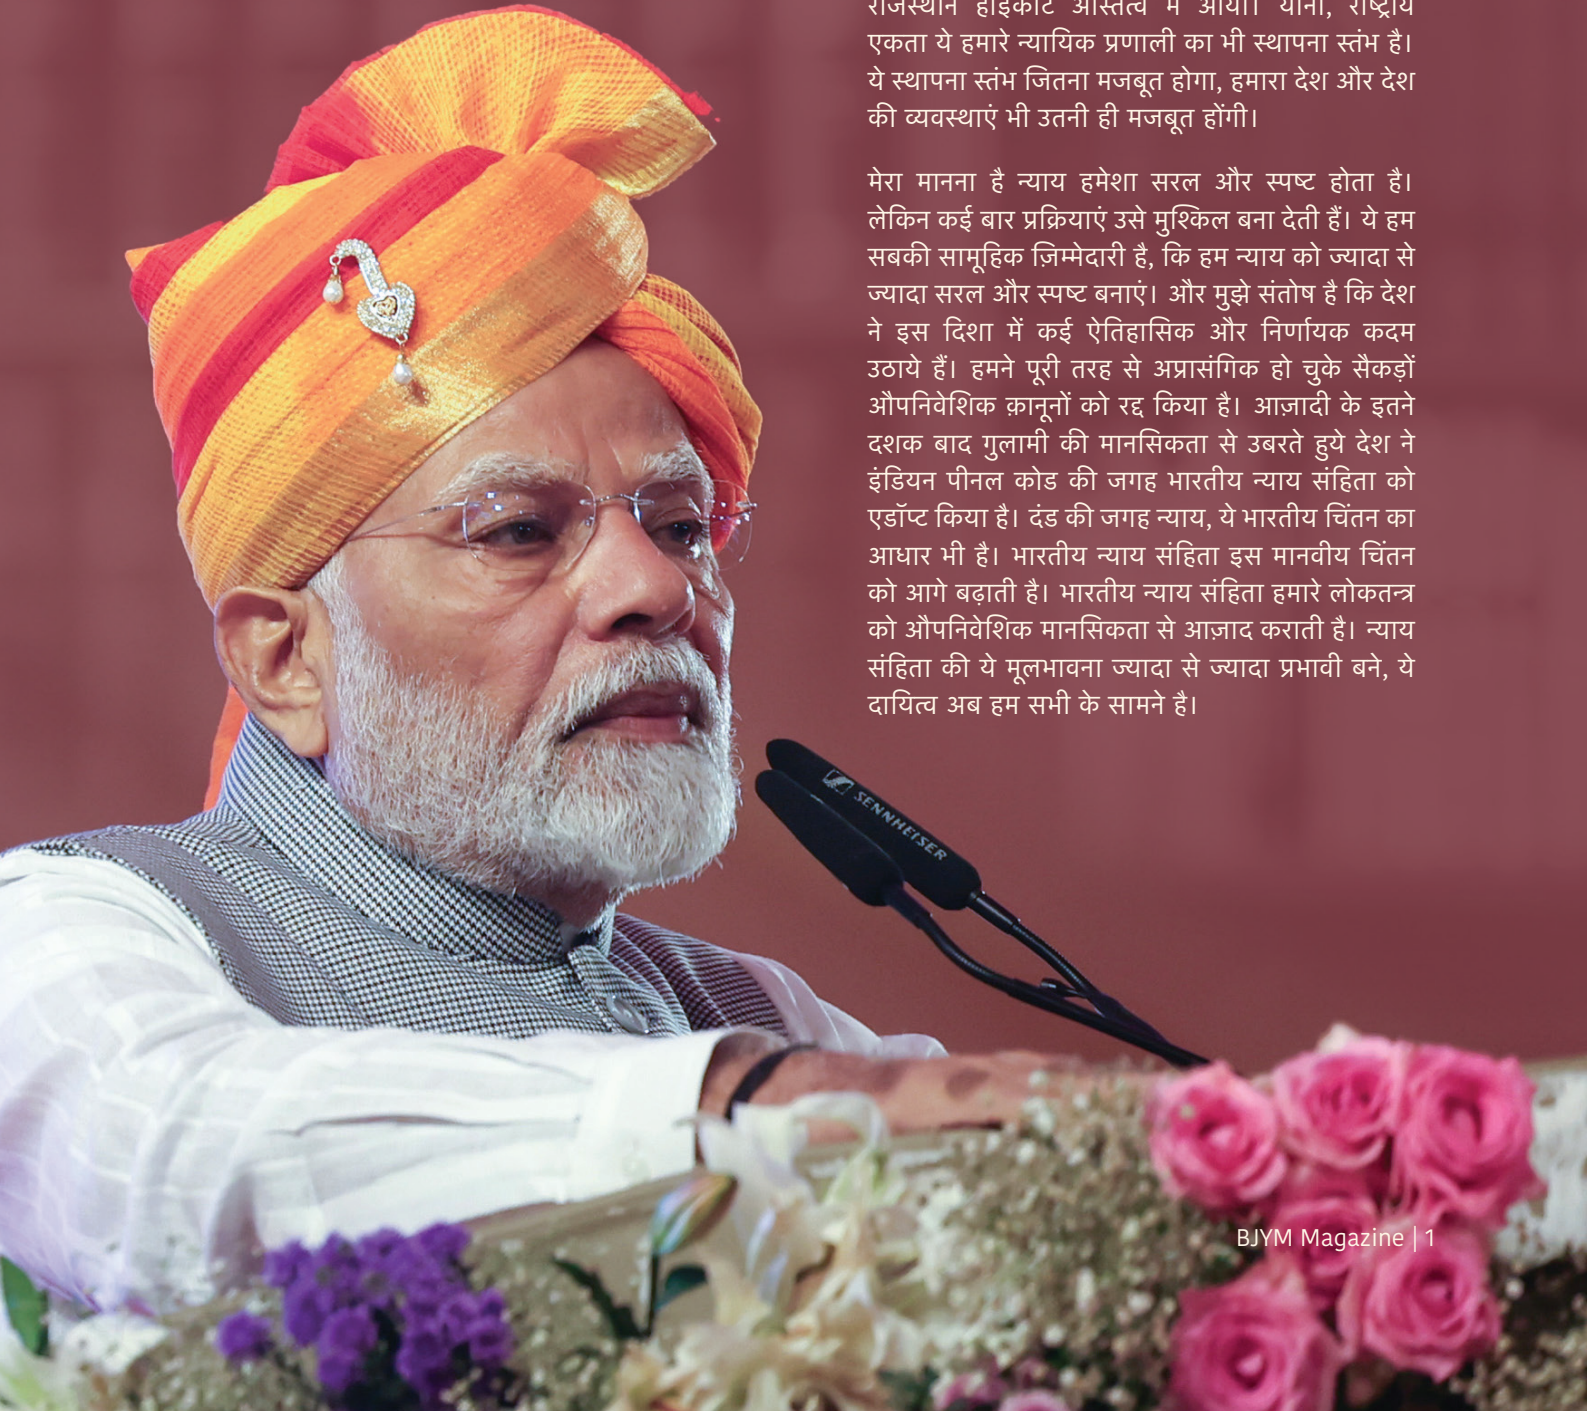 राजस्थान हाईकोर्ट अस्तित्व में आया। यानी, राष्ट्रीय
एकता ये हमारे न्यायिक प्रणाली का भी स्थापना स्तंभ है।
ये स्थापना स्तंभ जितना मजबूत होगा, हमारा देश और देश
की व्यवस्थाएं भी उतनी ही मजबूत होंगी।
मेरा मानना है न्याय हमेशा सरल और स्पष्ट होता है।
लेकिन कई बार प्रक्रियाएं उसे मुश्किल बना देती हैं। ये हम
सबकी सामूहिक ज़िम्मेदारी है, कि हम न्याय को ज्यादा से
ज्यादा सरल और स्पष्ट बनाएं। और मुझे संतोष है कि देश
ने इस दिशा में कई ऐतिहासिक और निर्णायक कदम
उठाये हैं। हमने पूरी तरह से अप्रासंगिक हो चुके सैकड़ों
औपनिवेशिक क़ानूनों को रद्द किया है। आज़ादी के इतने
दशक बाद गुलामी की मानसिकता से उबरते हुये देश ने
इंडियन पीनल कोड की जगह भारतीय न्याय संहिता को
एडॉप्ट किया है। दंड की जगह न्याय, ये भारतीय चिंतन का
आधार भी है। भारतीय न्याय संहिता इस मानवीय चिंतन
को आगे बढ़ाती है। भारतीय न्याय संहिता हमारे लोकतन्त्र
को औपनिवेशिक मानसिकता से आज़ाद कराती है। न्याय
संहिता की ये मूलभावना ज्यादा से ज्यादा प्रभावी बने, ये
दायित्व अब हम सभी के सामने है।
SENNHEISER
BJYM Magazine | 1